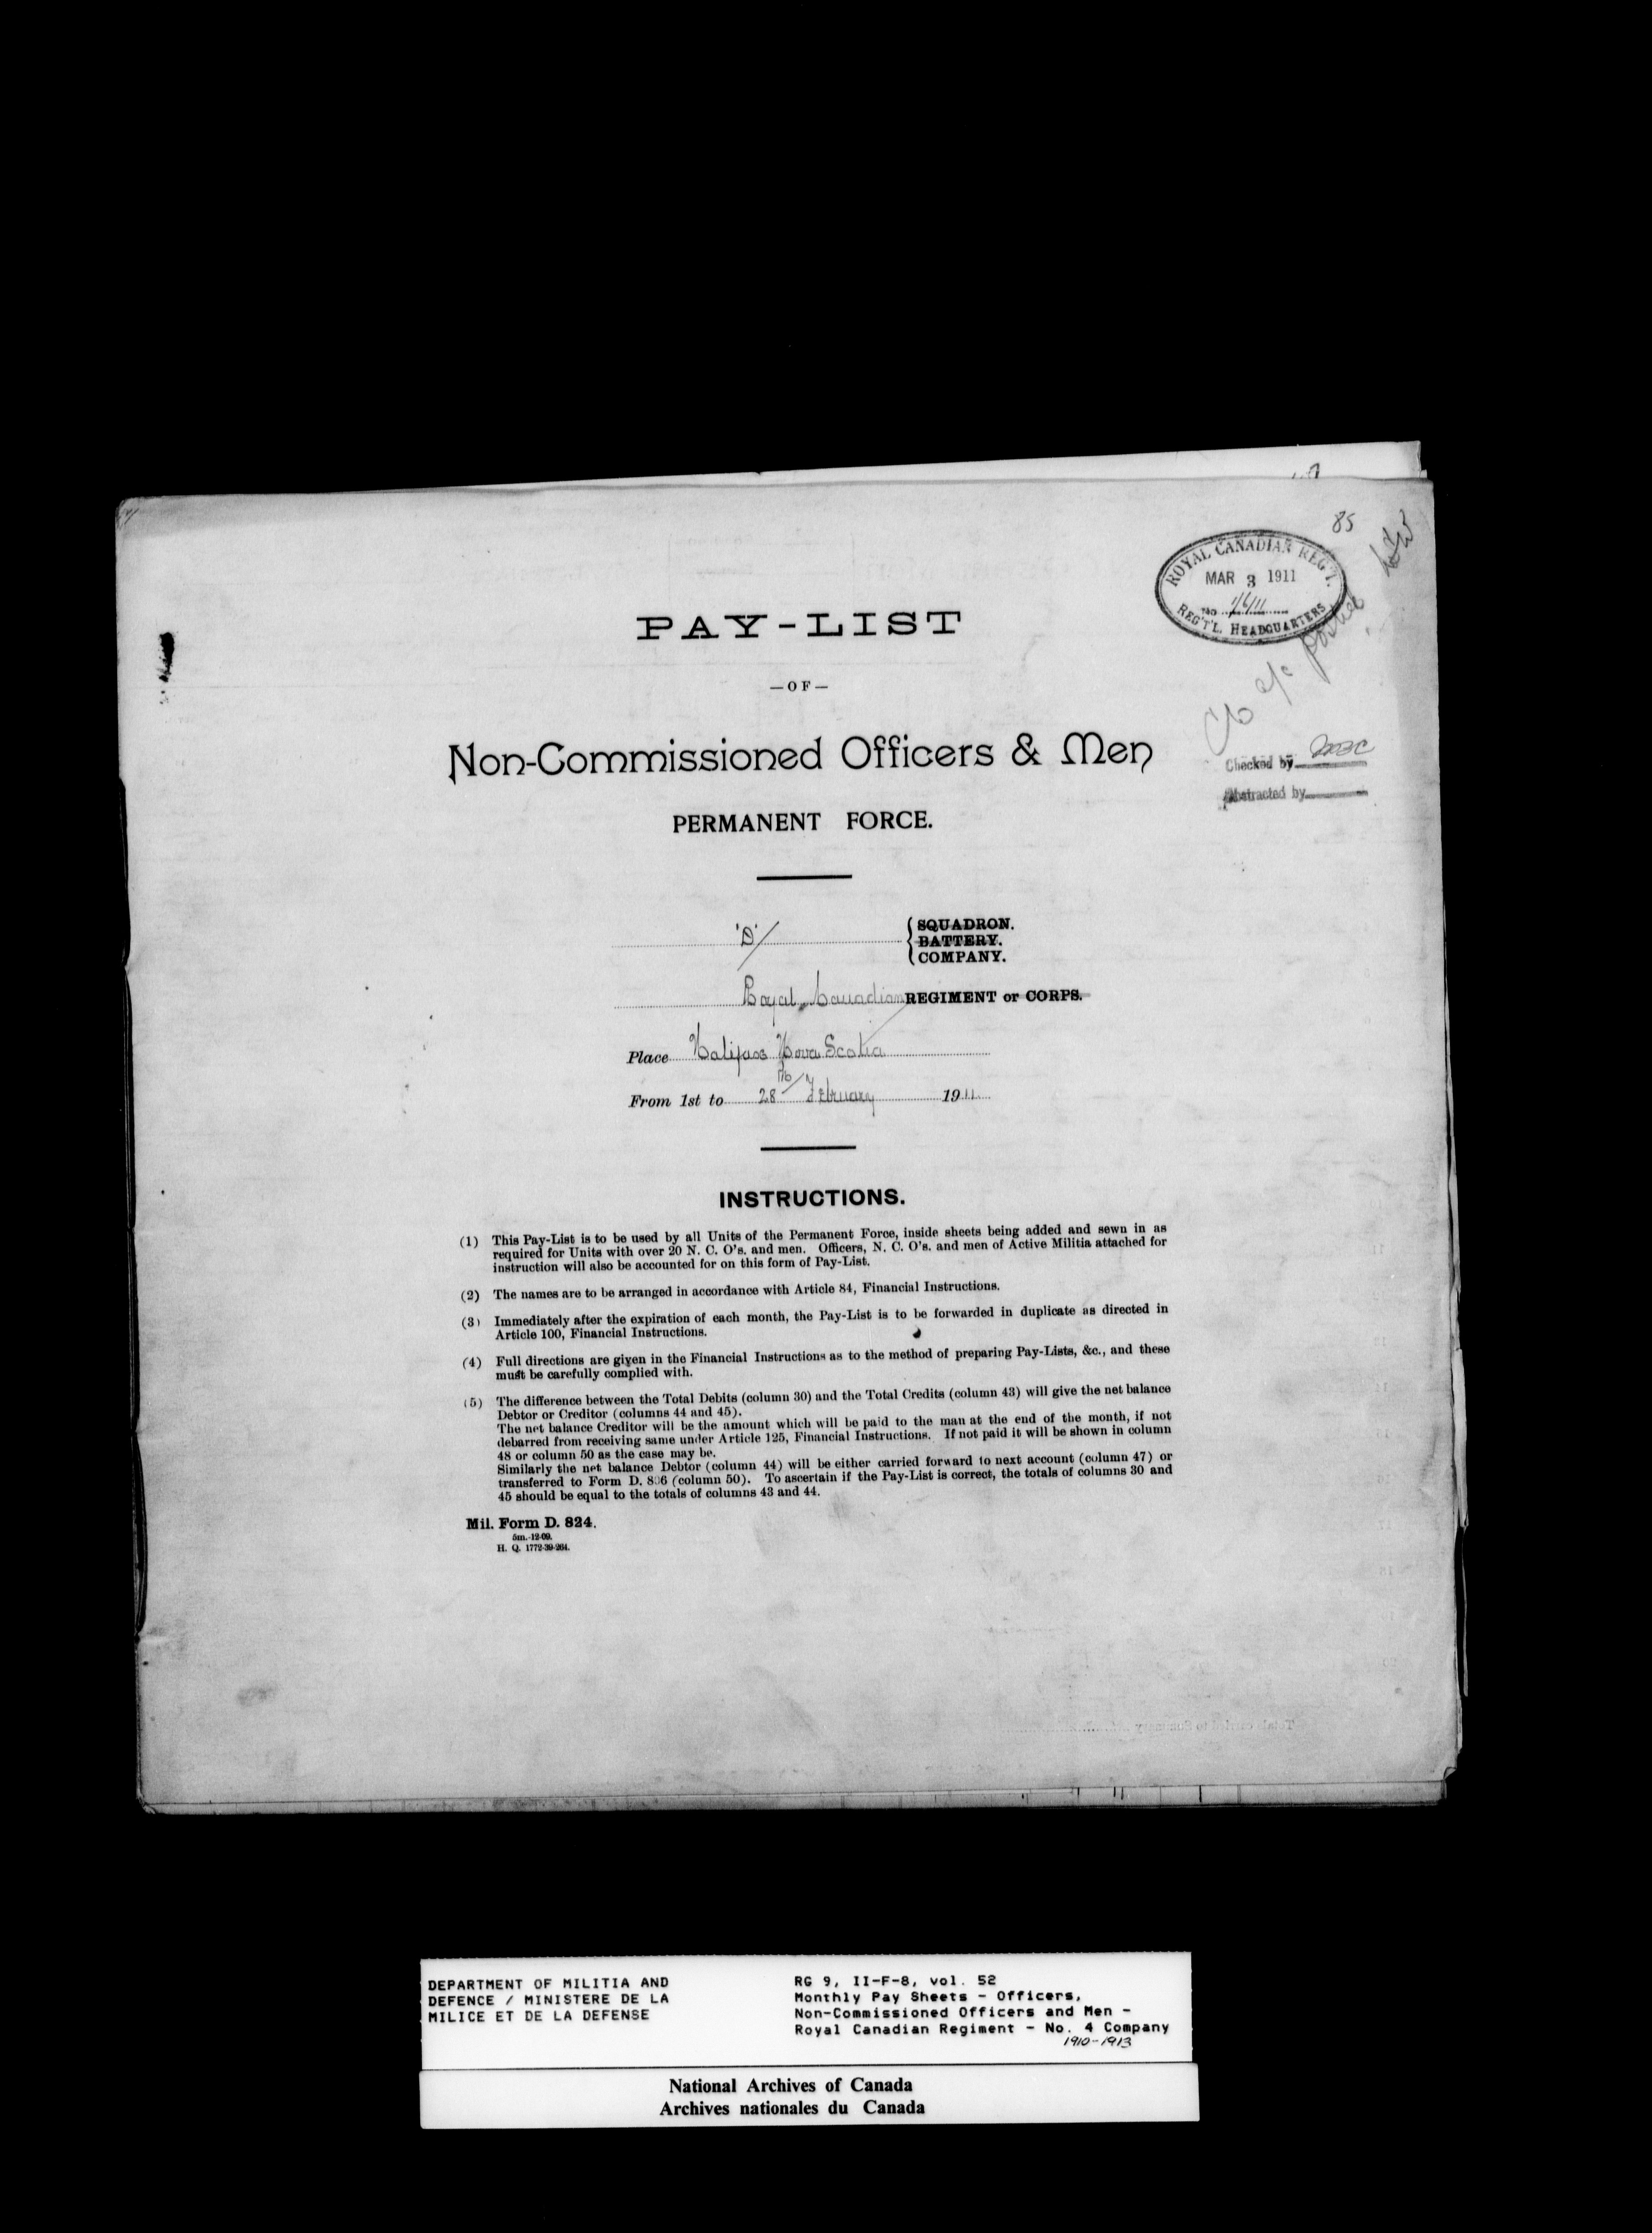 85
ROYAL CANADIAN REG'T.
MAR 3 1911
REG'T'L. HEADQUARTERS
PAY-LIST
—OF—
Non-Commissioned Officers & Men
PERMANENT FORCE.
Checked by
Abstracted by
'D' { SQUADRON.
BATTERY.
COMPANY.
Royal Canadian REGIMENT or CORPS.
Place Halifax Nova Scotia
From 1st to 28th February 1911
INSTRUCTIONS.
(1) This Pay-List is to be used by all Units of the Permanent Force, inside sheets being added and sewn in as
required for Units with over 20 N. C. O's. and men. Officers, N. C. O's. and men of Active Militia attached for
instruction will also be accounted for on this form of Pay-List.
(2) The names are to be arranged in accordance with Article 84, Financial Instructions.
(3) Immediately after the expiration of each month, the Pay-List is to be forwarded in duplicate as directed in
Article 100, Financial Instructions.
(4) Full directions are given in the Financial Instructions as to the method of preparing Pay-Lists, &c., and these
must be carefully complied with.
(5) The difference between the Total Debits (column 30) and the Total Credits (column 43) will give the net balance
Debtor or Creditor (columns 44 and 45).
The net balance Creditor will be the amount which will be paid to the man at the end of the month, if not
debarred from receiving same under Article 125, Financial Instructions. If not paid it will be shown in column
48 or column 50 as the case may be.
Similarly the net balance Debtor (column 44) will be either carried forward to next account (column 47) or
transferred to Form D. 806 (column 50). To ascertain if the Pay-List is correct, the totals of columns 30 and
45 should be equal to the totals of columns 43 and 44.
Mil. Form D. 824.
5m.-12-09.
H. Q. 1772-39-264.
DEPARTMENT OF MILITIA AND
DEFENCE / MINISTERE DE LA
MILICE ET DE LA DEFENSE
RG 9, II-F-8, vol. 52
Monthly Pay Sheets - Officers,
Non-Commissioned Officers and Men -
Royal Canadian Regiment - No. 4 Company
1910-1913
National Archives of Canada
Archives nationales du Canada